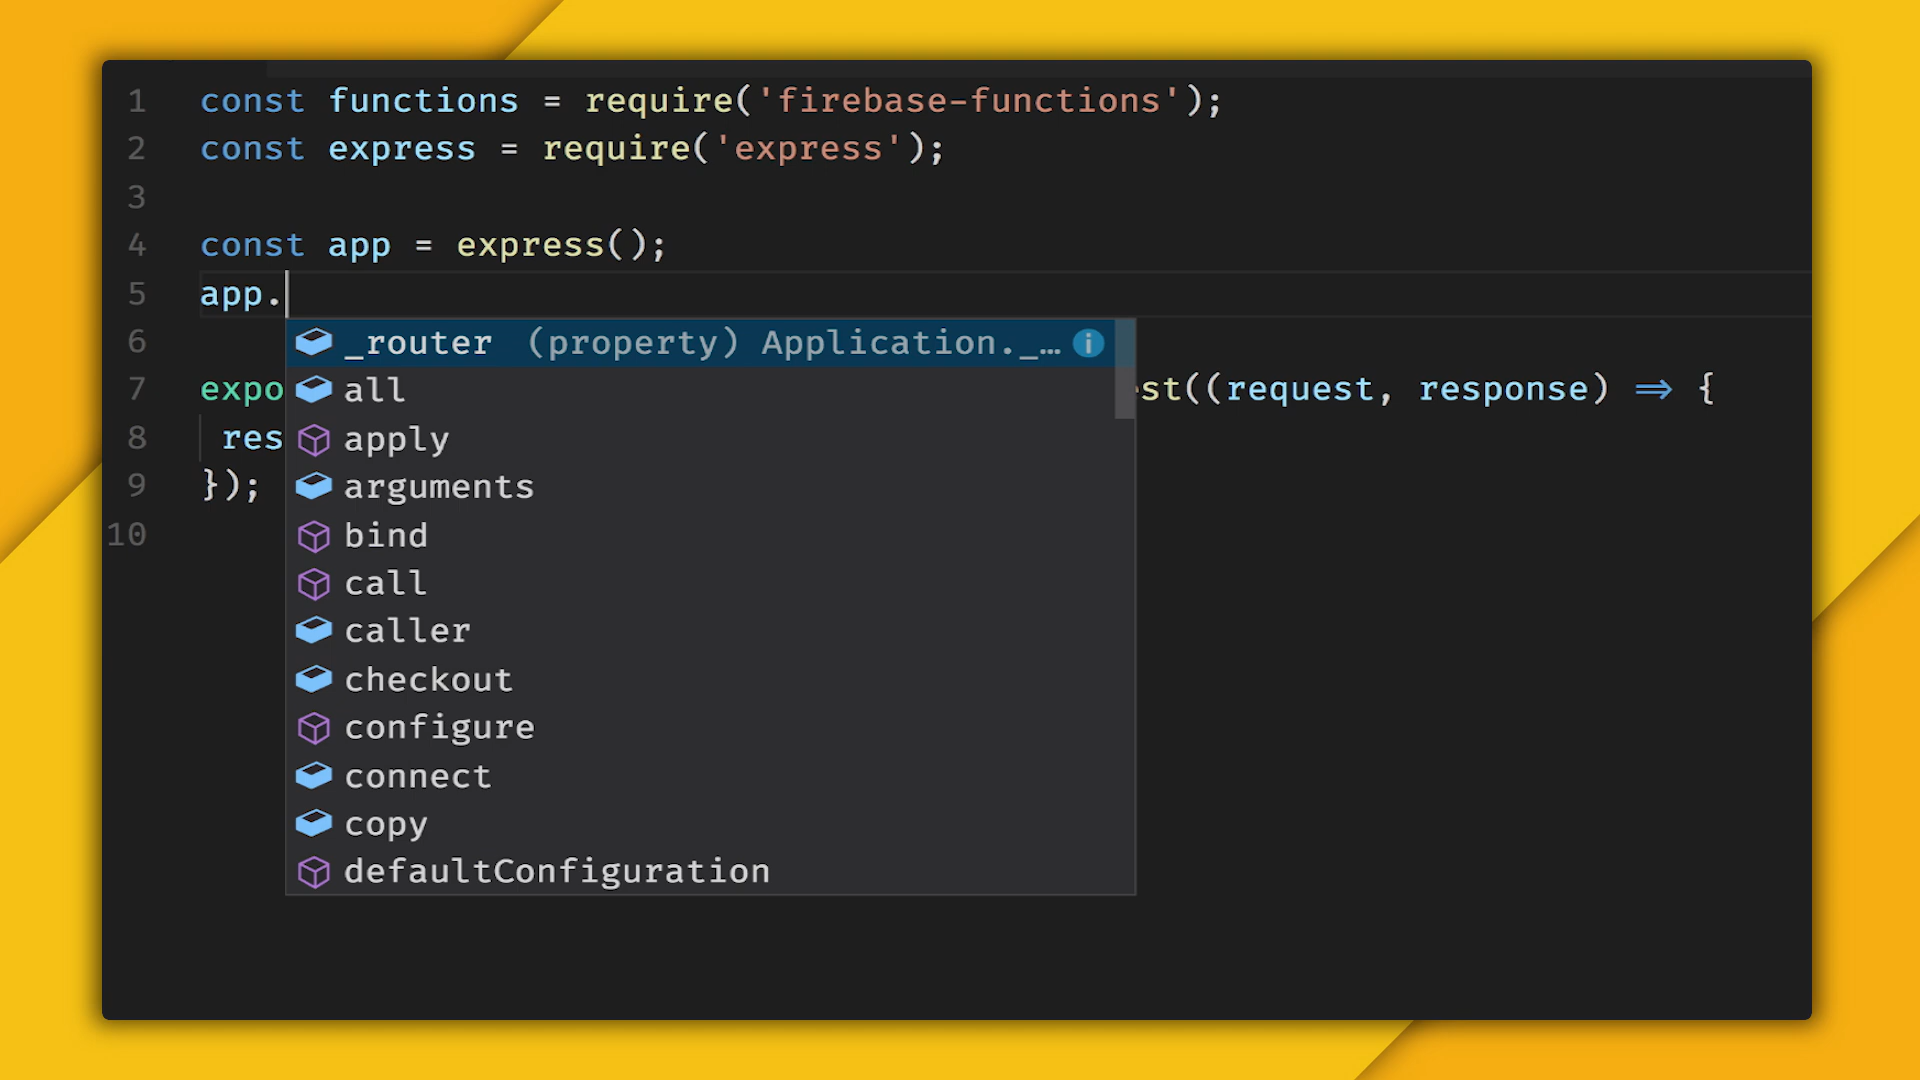 1 const functions = require('firebase-functions');
2 const express = require('express');
3
4 const app = express();
5 app.
6 _router (property) Application._…
7 expo all est((request, response) => {
8 res apply
9 }); arguments
10 bind
call
caller
checkout
configure
connect
copy
defaultConfiguration